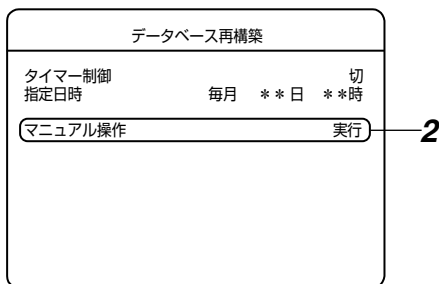 データベース再構築
タイマー制御 切
指定日時 毎月 ＊＊日 ＊＊時
マニュアル操作 実行
2